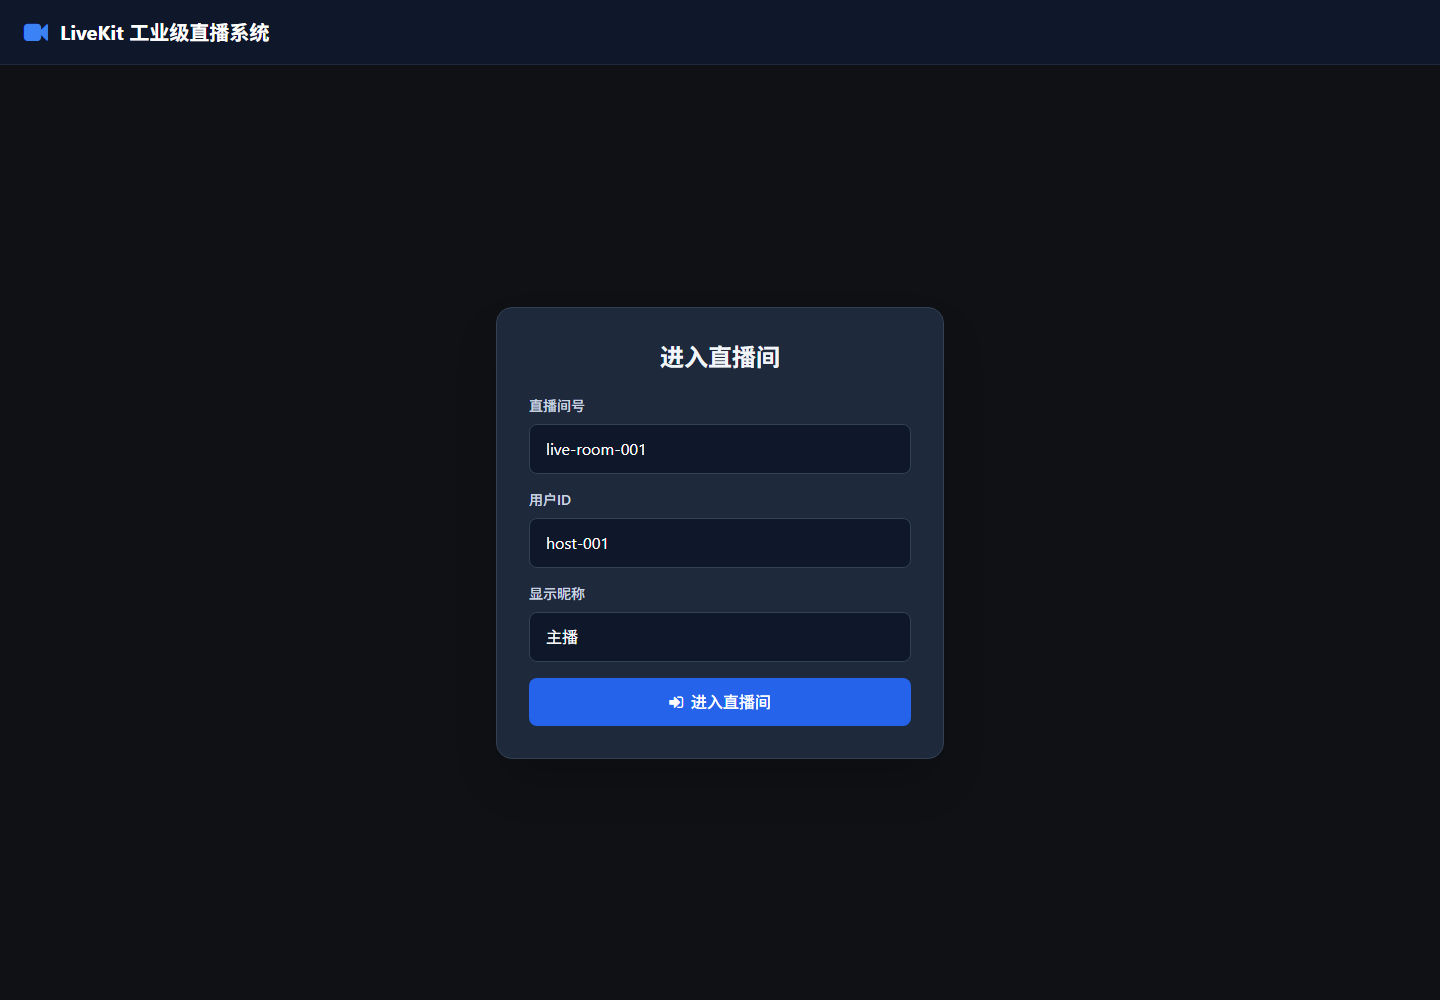 LiveKit 工业级直播系统
进入直播间
直播间号
live-room-001
用户ID
host-001
显示昵称
主播
进入直播间